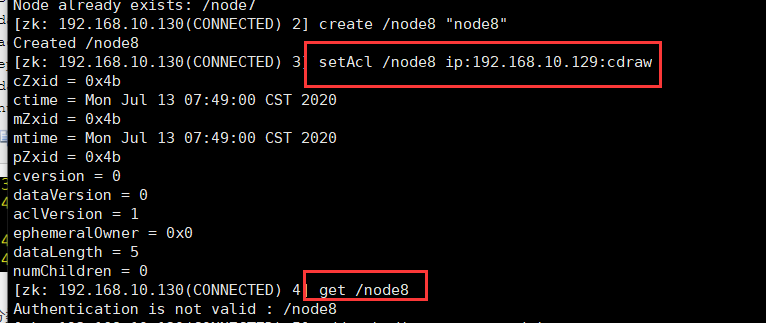 Node already exists: /node7
[zk: 192.168.10.130(CONNECTED) 2] create /node8 "node8"
Created /node8
[zk: 192.168.10.130(CONNECTED) 3] setAcl /node8 ip:192.168.10.129:cdraw
cZxid = 0x4b
ctime = Mon Jul 13 07:49:00 CST 2020
mZxid = 0x4b
mtime = Mon Jul 13 07:49:00 CST 2020
pZxid = 0x4b
cversion = 0
dataVersion = 0
aclVersion = 1
ephemeralOwner = 0x0
dataLength = 5
numChildren = 0
[zk: 192.168.10.130(CONNECTED) 4] get /node8
Authentication is not valid : /node8